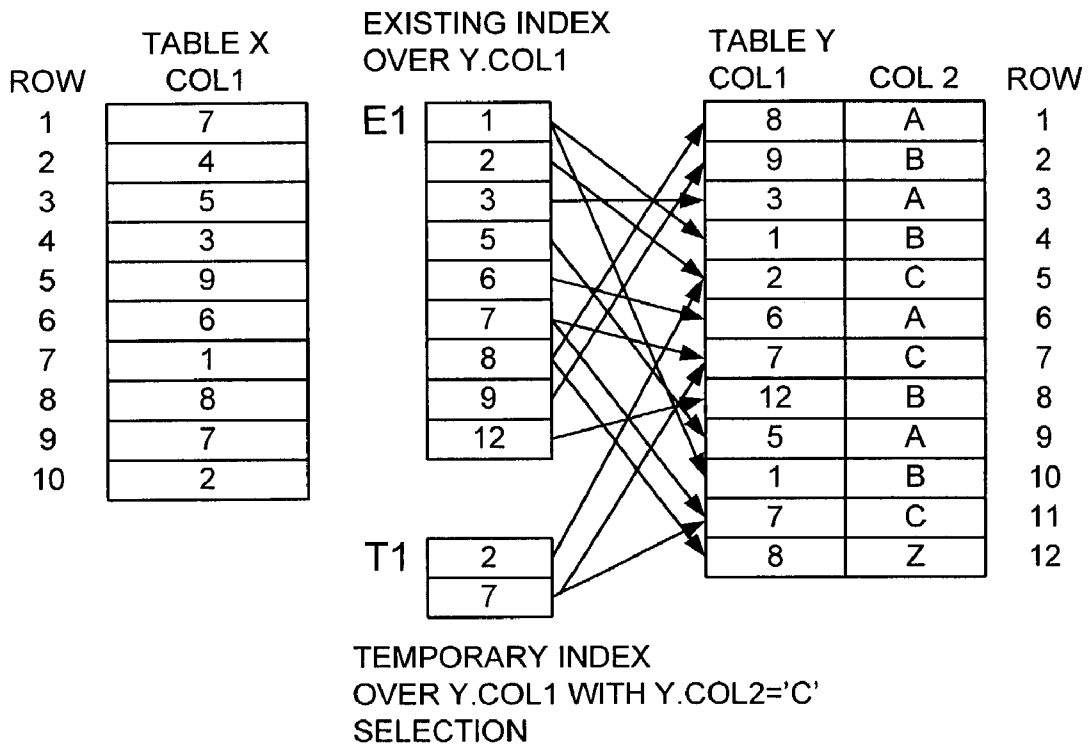 EXISTING INDEX
OVER Y.COL1
TABLE X
COL1
TABLE Y
COL1 COL 2
ROW ROW
1 7 E1 1 8 A 1
2 4 2 9 B 2
3 5 3 3 A 3
4 3 5 1 B 4
5 9 6 2 C 5
6 6 7 6 A 6
7 1 8 7 C 7
8 8 9 12 B 8
9 7 12 5 A 9
10 2 1 B 10
7 C 11
T1 2 8 Z 12
7
TEMPORARY INDEX
OVER Y.COL1 WITH Y.COL2='C'
SELECTION